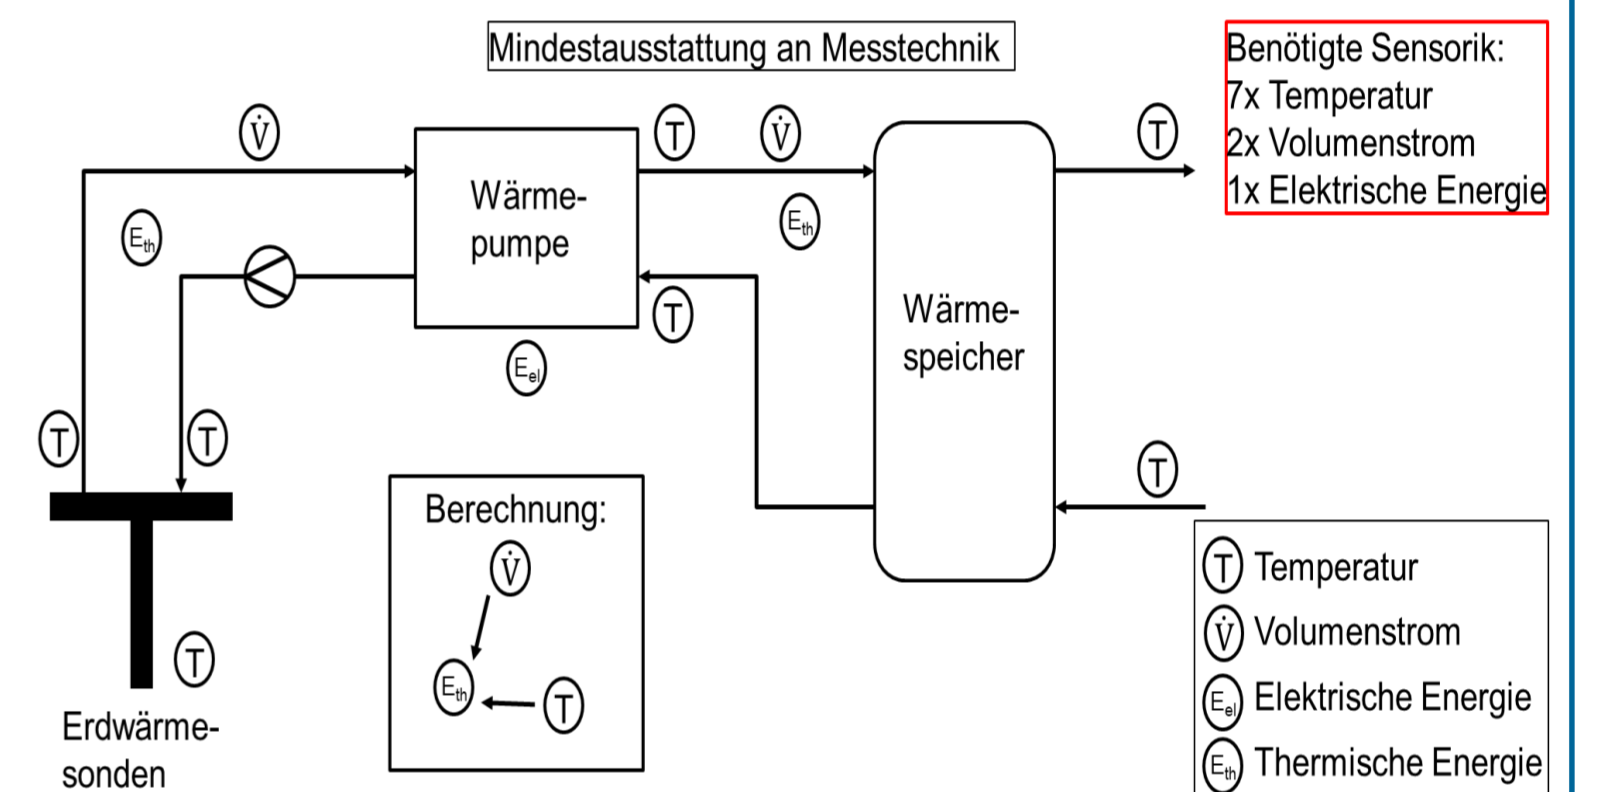 Mindestausstattung an Messtechnik
Benötigte Sensorik:
7x Temperatur
2x Volumenstrom
1x Elektrische Energie
V̇
T
V̇
T
Wärme-
pumpe
Eth
Eth
T
Eel
Wärme-
speicher
T
T
T
Berechnung:
V̇
Eth
T
T
Erdwärme-
sonden
T Temperatur
V̇ Volumenstrom
Eel Elektrische Energie
Eth Thermische Energie